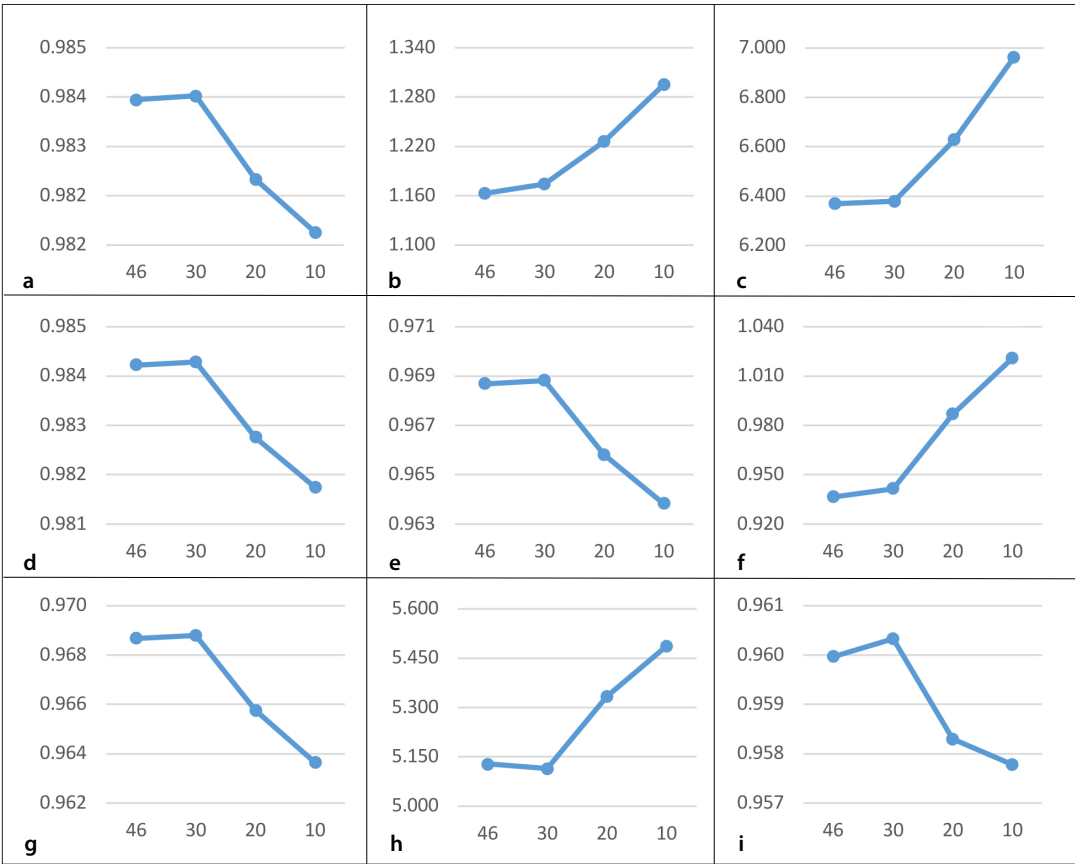 0.985
0.984
0.983
0.982
0.982
46 30 20 10
a
1.340
1.280
1.220
1.160
1.100
46 30 20 10
b
7.000
6.800
6.600
6.400
6.200
46 30 20 10
c
0.985
0.984
0.983
0.982
0.981
46 30 20 10
d
0.971
0.969
0.967
0.965
0.963
46 30 20 10
e
1.040
1.010
0.980
0.950
0.920
46 30 20 10
f
0.970
0.968
0.966
0.964
0.962
46 30 20 10
g
5.600
5.450
5.300
5.150
5.000
46 30 20 10
h
0.961
0.960
0.959
0.958
0.957
46 30 20 10
i